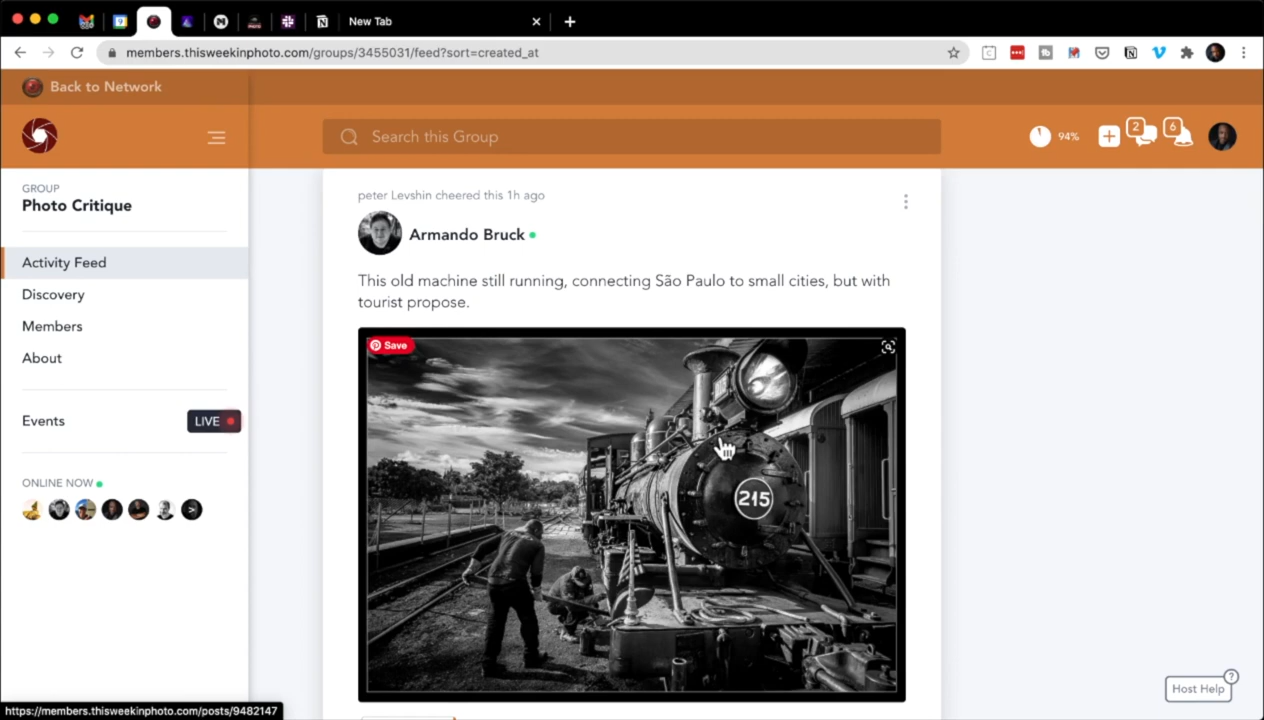 New Tab
members.thisweekinphoto.com/groups/3455031/feed?sort=created_at
Back to Network
Search this Group
94%
2
6
GROUP
Photo Critique
Activity Feed
Discovery
Members
About
Events
LIVE
ONLINE NOW
peter Levshin cheered this 1h ago
Armando Bruck
This old machine still running, connecting São Paulo to small cities, but with
tourist propose.
Save
215
Host Help
?
https://members.thisweekinphoto.com/posts/9482147